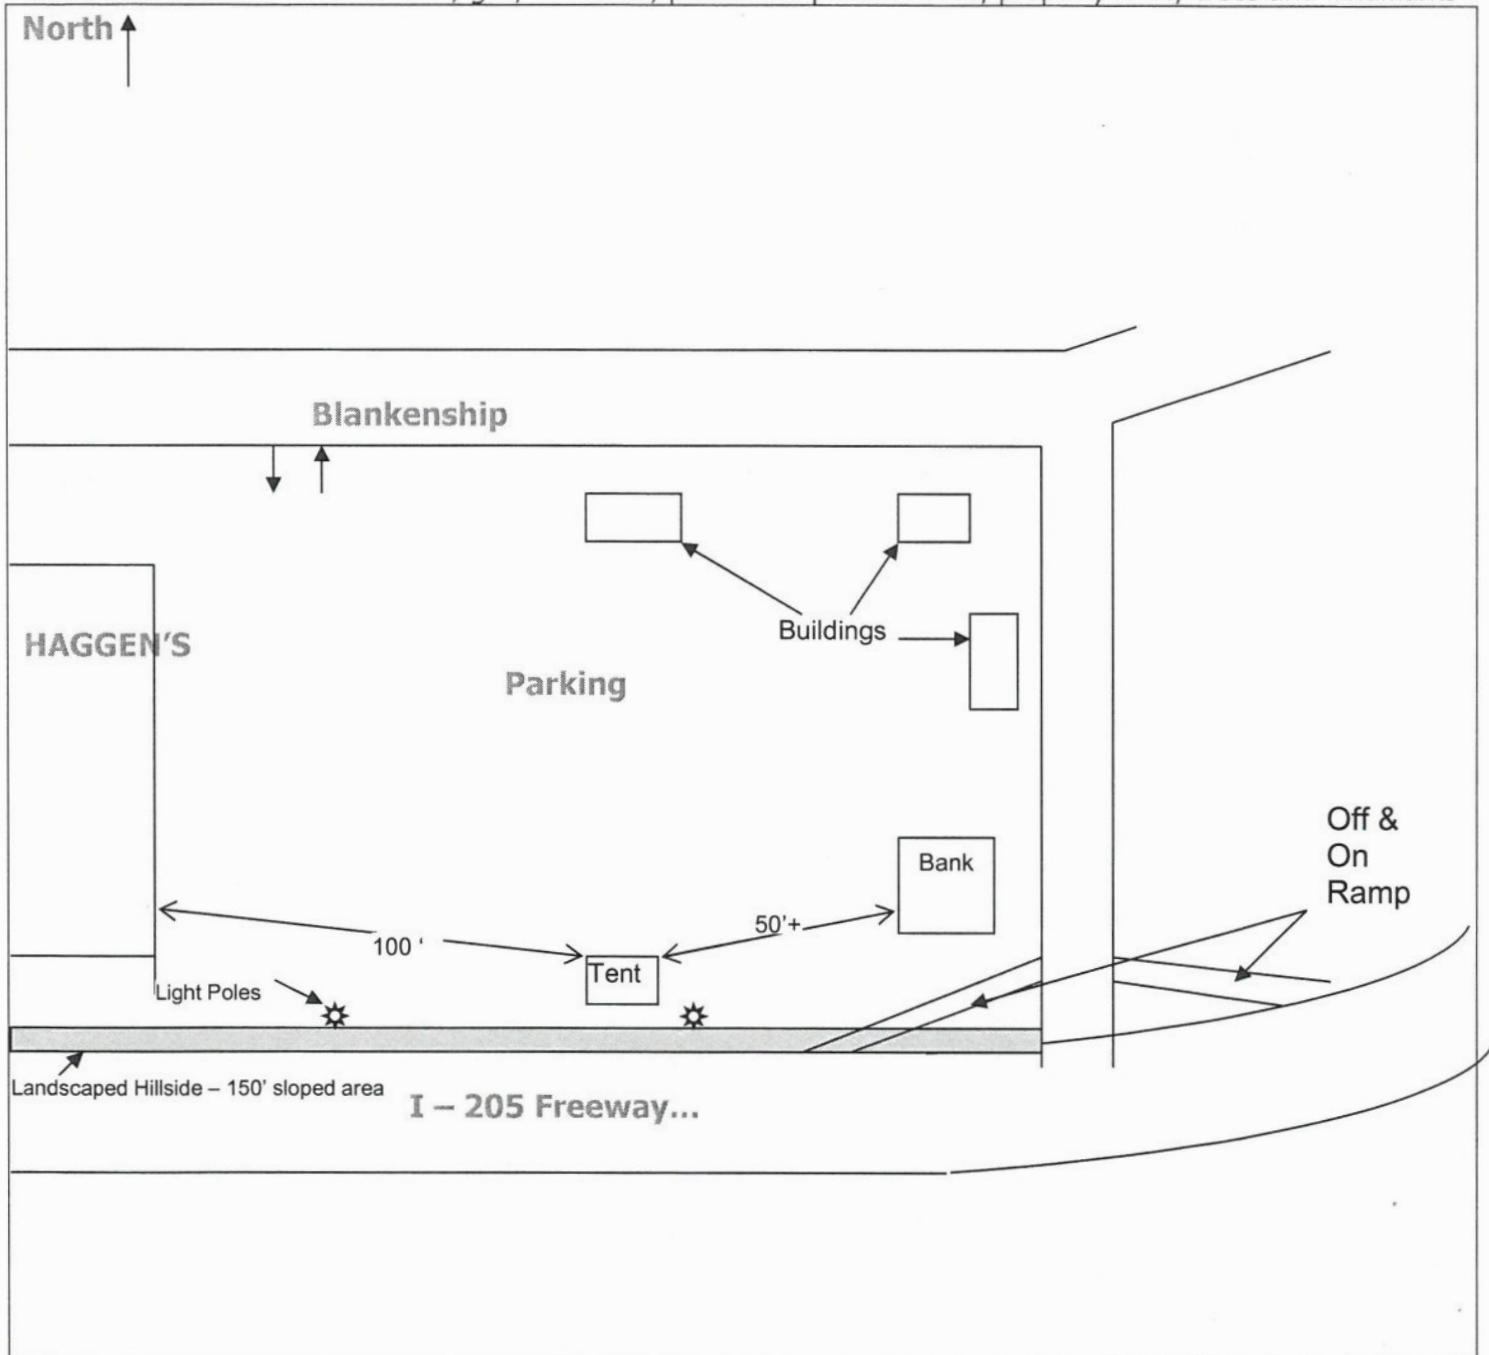 North
Blankenship
Buildings
HAGGEN'S
Parking
Off &
On
Ramp
Bank
50'+
100 '
Tent
Light Poles
Landscaped Hillside – 150' sloped area
I – 205 Freeway...